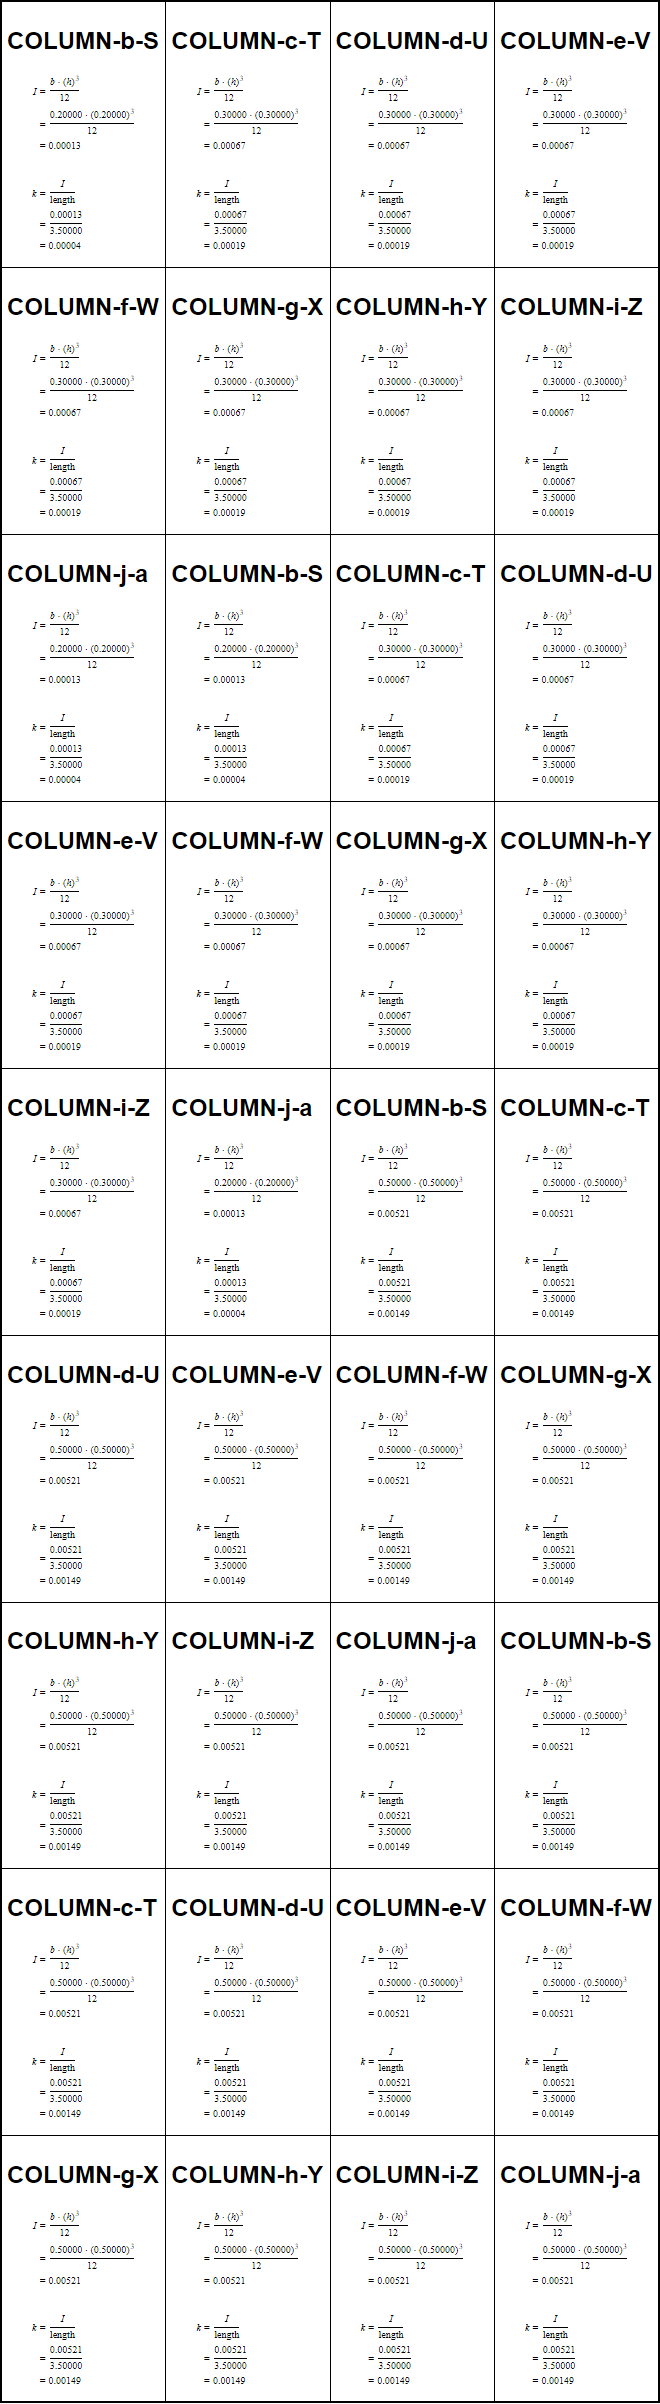 COLUMN-b-S
I = b · (h)³ / 12
= 0.20000 · (0.20000)³ / 12
= 0.00013
k = I / length
= 0.00013 / 3.50000
= 0.00004
COLUMN-c-T
I = b · (h)³ / 12
= 0.30000 · (0.30000)³ / 12
= 0.00067
k = I / length
= 0.00067 / 3.50000
= 0.00019
COLUMN-d-U
I = b · (h)³ / 12
= 0.30000 · (0.30000)³ / 12
= 0.00067
k = I / length
= 0.00067 / 3.50000
= 0.00019
COLUMN-e-V
I = b · (h)³ / 12
= 0.30000 · (0.30000)³ / 12
= 0.00067
k = I / length
= 0.00067 / 3.50000
= 0.00019
COLUMN-f-W
I = b · (h)³ / 12
= 0.30000 · (0.30000)³ / 12
= 0.00067
k = I / length
= 0.00067 / 3.50000
= 0.00019
COLUMN-g-X
I = b · (h)³ / 12
= 0.30000 · (0.30000)³ / 12
= 0.00067
k = I / length
= 0.00067 / 3.50000
= 0.00019
COLUMN-h-Y
I = b · (h)³ / 12
= 0.30000 · (0.30000)³ / 12
= 0.00067
k = I / length
= 0.00067 / 3.50000
= 0.00019
COLUMN-i-Z
I = b · (h)³ / 12
= 0.30000 · (0.30000)³ / 12
= 0.00067
k = I / length
= 0.00067 / 3.50000
= 0.00019
COLUMN-j-a
I = b · (h)³ / 12
= 0.20000 · (0.20000)³ / 12
= 0.00013
k = I / length
= 0.00013 / 3.50000
= 0.00004
COLUMN-b-S
I = b · (h)³ / 12
= 0.20000 · (0.20000)³ / 12
= 0.00013
k = I / length
= 0.00013 / 3.50000
= 0.00004
COLUMN-c-T
I = b · (h)³ / 12
= 0.30000 · (0.30000)³ / 12
= 0.00067
k = I / length
= 0.00067 / 3.50000
= 0.00019
COLUMN-d-U
I = b · (h)³ / 12
= 0.30000 · (0.30000)³ / 12
= 0.00067
k = I / length
= 0.00067 / 3.50000
= 0.00019
COLUMN-e-V
I = b · (h)³ / 12
= 0.30000 · (0.30000)³ / 12
= 0.00067
k = I / length
= 0.00067 / 3.50000
= 0.00019
COLUMN-f-W
I = b · (h)³ / 12
= 0.30000 · (0.30000)³ / 12
= 0.00067
k = I / length
= 0.00067 / 3.50000
= 0.00019
COLUMN-g-X
I = b · (h)³ / 12
= 0.30000 · (0.30000)³ / 12
= 0.00067
k = I / length
= 0.00067 / 3.50000
= 0.00019
COLUMN-h-Y
I = b · (h)³ / 12
= 0.30000 · (0.30000)³ / 12
= 0.00067
k = I / length
= 0.00067 / 3.50000
= 0.00019
COLUMN-i-Z
I = b · (h)³ / 12
= 0.30000 · (0.30000)³ / 12
= 0.00067
k = I / length
= 0.00067 / 3.50000
= 0.00019
COLUMN-j-a
I = b · (h)³ / 12
= 0.20000 · (0.20000)³ / 12
= 0.00013
k = I / length
= 0.00013 / 3.50000
= 0.00004
COLUMN-b-S
I = b · (h)³ / 12
= 0.50000 · (0.50000)³ / 12
= 0.00521
k = I / length
= 0.00521 / 3.50000
= 0.00149
COLUMN-c-T
I = b · (h)³ / 12
= 0.50000 · (0.50000)³ / 12
= 0.00521
k = I / length
= 0.00521 / 3.50000
= 0.00149
COLUMN-d-U
I = b · (h)³ / 12
= 0.50000 · (0.50000)³ / 12
= 0.00521
k = I / length
= 0.00521 / 3.50000
= 0.00149
COLUMN-e-V
I = b · (h)³ / 12
= 0.50000 · (0.50000)³ / 12
= 0.00521
k = I / length
= 0.00521 / 3.50000
= 0.00149
COLUMN-f-W
I = b · (h)³ / 12
= 0.50000 · (0.50000)³ / 12
= 0.00521
k = I / length
= 0.00521 / 3.50000
= 0.00149
COLUMN-g-X
I = b · (h)³ / 12
= 0.50000 · (0.50000)³ / 12
= 0.00521
k = I / length
= 0.00521 / 3.50000
= 0.00149
COLUMN-h-Y
I = b · (h)³ / 12
= 0.50000 · (0.50000)³ / 12
= 0.00521
k = I / length
= 0.00521 / 3.50000
= 0.00149
COLUMN-i-Z
I = b · (h)³ / 12
= 0.50000 · (0.50000)³ / 12
= 0.00521
k = I / length
= 0.00521 / 3.50000
= 0.00149
COLUMN-j-a
I = b · (h)³ / 12
= 0.50000 · (0.50000)³ / 12
= 0.00521
k = I / length
= 0.00521 / 3.50000
= 0.00149
COLUMN-b-S
I = b · (h)³ / 12
= 0.50000 · (0.50000)³ / 12
= 0.00521
k = I / length
= 0.00521 / 3.50000
= 0.00149
COLUMN-c-T
I = b · (h)³ / 12
= 0.50000 · (0.50000)³ / 12
= 0.00521
k = I / length
= 0.00521 / 3.50000
= 0.00149
COLUMN-d-U
I = b · (h)³ / 12
= 0.50000 · (0.50000)³ / 12
= 0.00521
k = I / length
= 0.00521 / 3.50000
= 0.00149
COLUMN-e-V
I = b · (h)³ / 12
= 0.50000 · (0.50000)³ / 12
= 0.00521
k = I / length
= 0.00521 / 3.50000
= 0.00149
COLUMN-f-W
I = b · (h)³ / 12
= 0.50000 · (0.50000)³ / 12
= 0.00521
k = I / length
= 0.00521 / 3.50000
= 0.00149
COLUMN-g-X
I = b · (h)³ / 12
= 0.50000 · (0.50000)³ / 12
= 0.00521
k = I / length
= 0.00521 / 3.50000
= 0.00149
COLUMN-h-Y
I = b · (h)³ / 12
= 0.50000 · (0.50000)³ / 12
= 0.00521
k = I / length
= 0.00521 / 3.50000
= 0.00149
COLUMN-i-Z
I = b · (h)³ / 12
= 0.50000 · (0.50000)³ / 12
= 0.00521
k = I / length
= 0.00521 / 3.50000
= 0.00149
COLUMN-j-a
I = b · (h)³ / 12
= 0.50000 · (0.50000)³ / 12
= 0.00521
k = I / length
= 0.00521 / 3.50000
= 0.00149